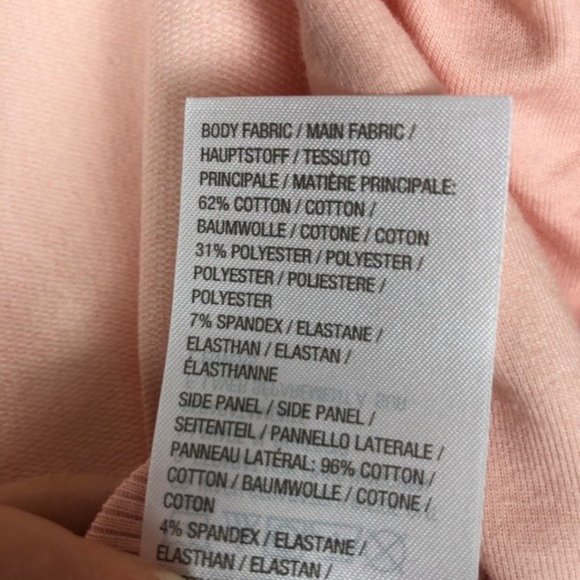 BODY FABRIC / MAIN FABRIC /
HAUPTSTOFF / TESSUTO
PRINCIPALE / MATIÈRE PRINCIPALE:
62% COTTON / COTTON /
BAUMWOLLE / COTONE / COTON
31% POLYESTER / POLYESTER /
POLYESTER / POLIESTERE /
POLYESTER
7% SPANDEX / ELASTANE /
ELASTHAN / ELASTAN /
ÉLASTHANNE
SIDE PANEL / SIDE PANEL /
SEITENTEIL / PANNELLO LATERALE /
PANNEAU LATÉRAL: 96% COTTON /
COTTON / BAUMWOLLE / COTONE /
COTON
4% SPANDEX / ELASTANE /
ELASTHAN / ELASTAN /